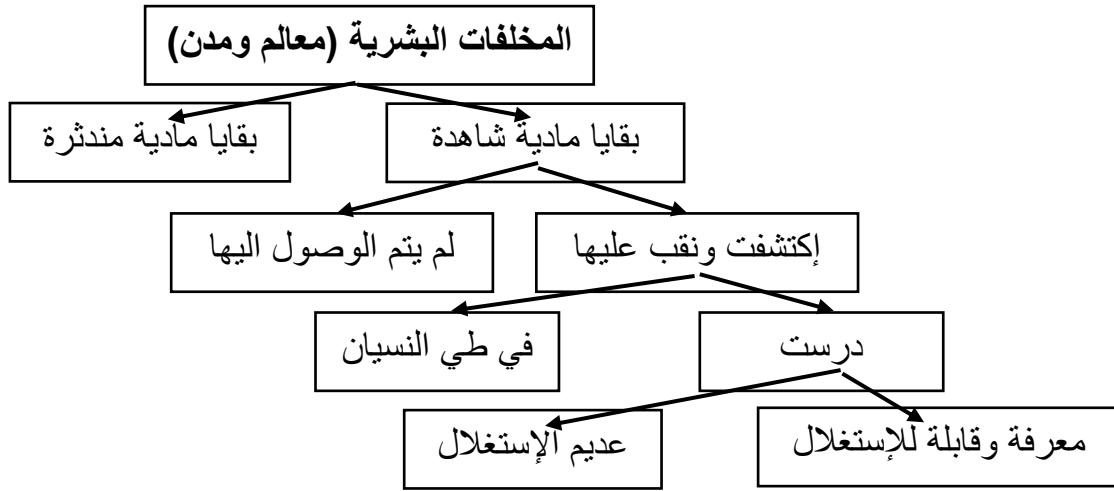 المخلفات البشرية (معالم ومدن)
بقايا مادية شاهدة
بقايا مادية مندثرة
إكتشفت ونقب عليها
لم يتم الوصول اليها
درست
في طي النسيان
معرفة وقابلة للإستغلال
عديم الإستغلال